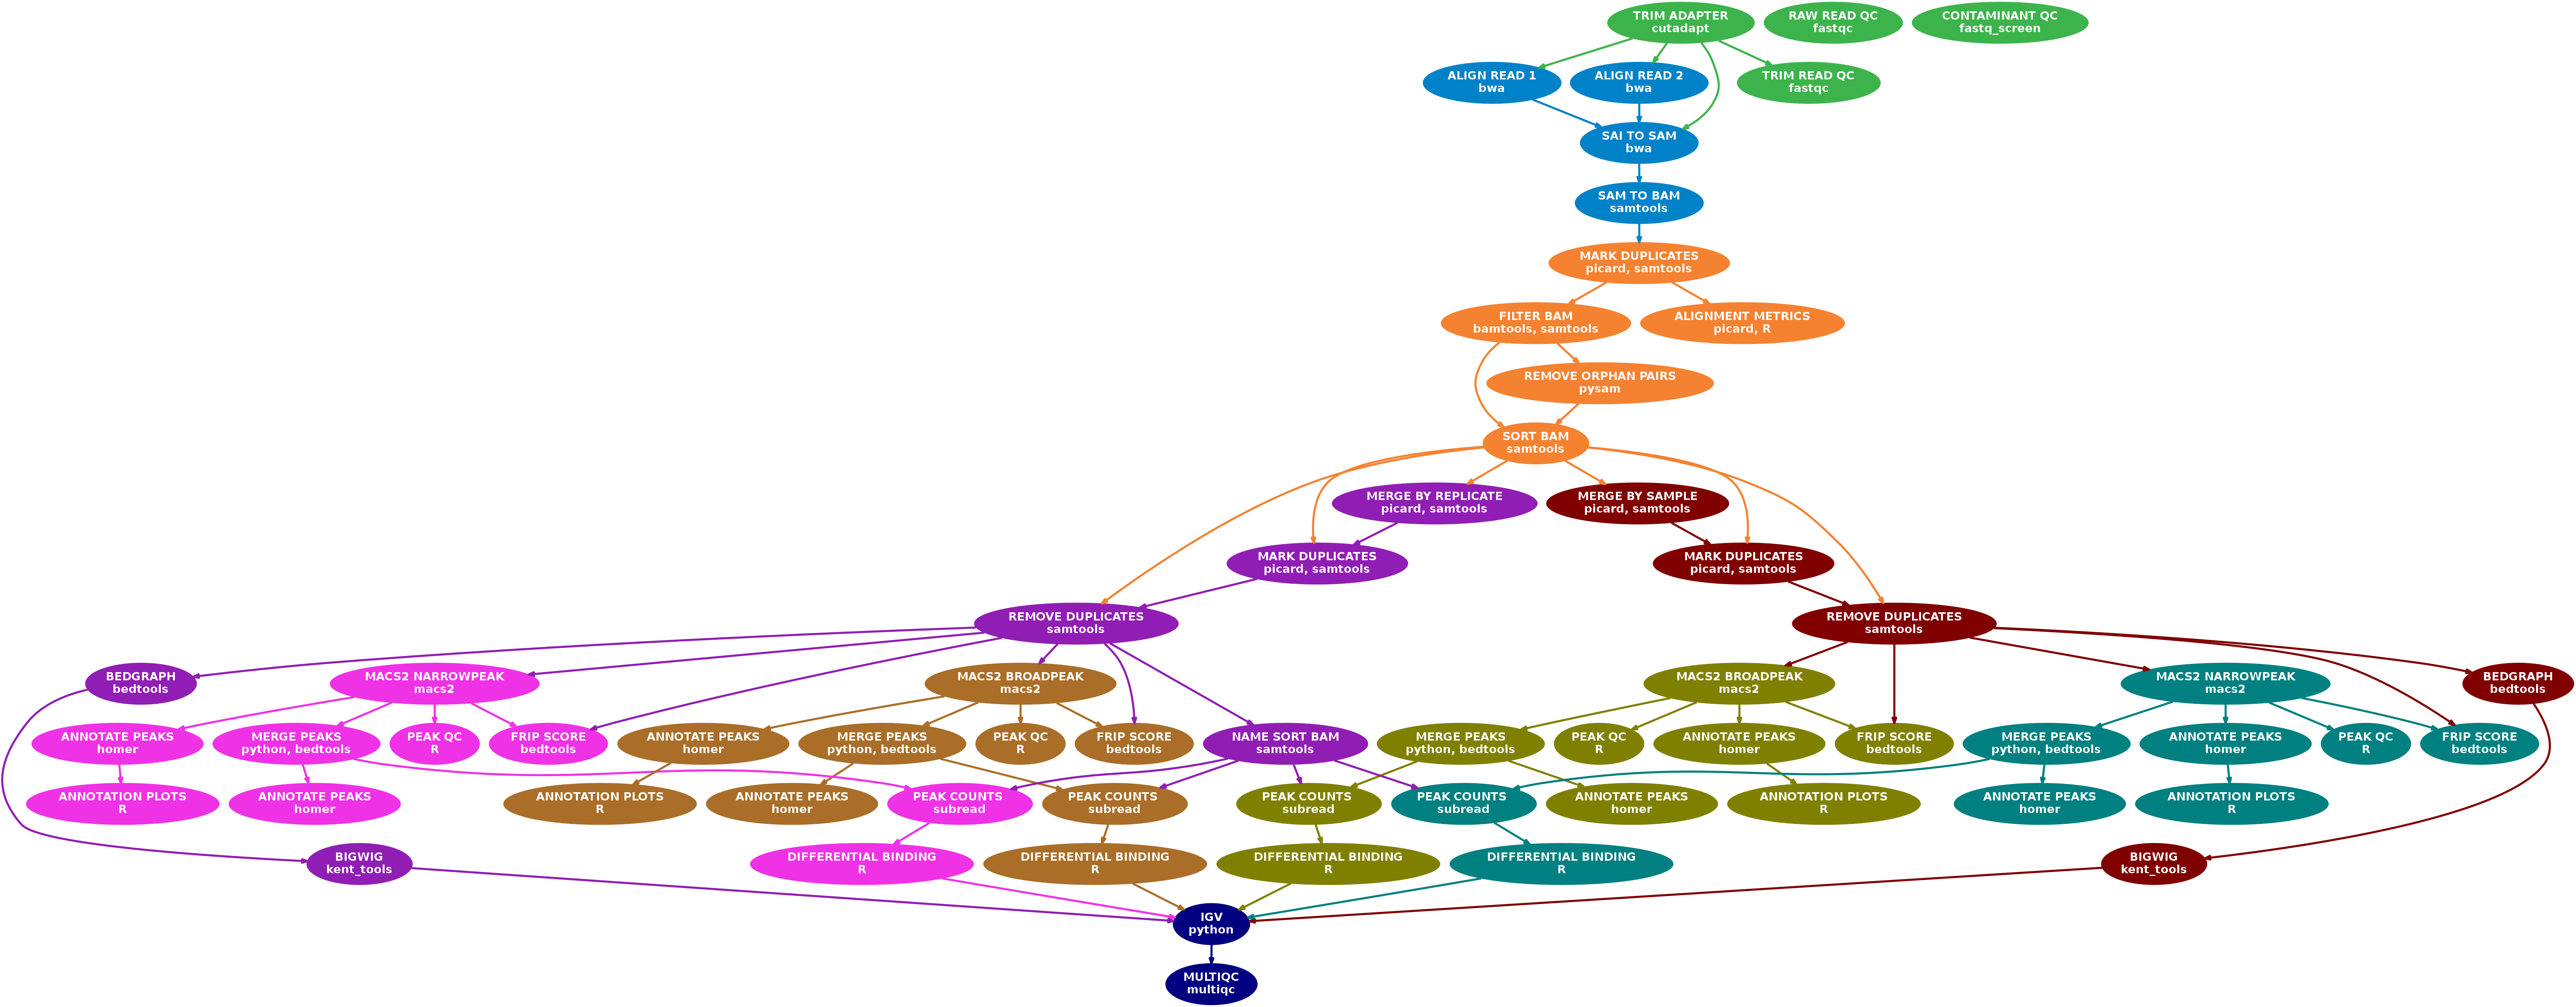 TRIM ADAPTER
cutadapt
RAW READ QC
fastqc
CONTAMINANT QC
fastq_screen
ALIGN READ 1
bwa
ALIGN READ 2
bwa
TRIM READ QC
fastqc
SAI TO SAM
bwa
SAM TO BAM
samtools
MARK DUPLICATES
picard, samtools
FILTER BAM
bamtools, samtools
ALIGNMENT METRICS
picard, R
REMOVE ORPHAN PAIRS
pysam
SORT BAM
samtools
MERGE BY REPLICATE
picard, samtools
MERGE BY SAMPLE
picard, samtools
MARK DUPLICATES
picard, samtools
MARK DUPLICATES
picard, samtools
REMOVE DUPLICATES
samtools
REMOVE DUPLICATES
samtools
BEDGRAPH
bedtools
MACS2 NARROWPEAK
macs2
MACS2 BROADPEAK
macs2
MACS2 BROADPEAK
macs2
MACS2 NARROWPEAK
macs2
BEDGRAPH
bedtools
ANNOTATE PEAKS
homer
MERGE PEAKS
python, bedtools
PEAK QC
R
FRIP SCORE
bedtools
ANNOTATE PEAKS
homer
MERGE PEAKS
python, bedtools
PEAK QC
R
FRIP SCORE
bedtools
NAME SORT BAM
samtools
MERGE PEAKS
python, bedtools
PEAK QC
R
ANNOTATE PEAKS
homer
FRIP SCORE
bedtools
MERGE PEAKS
python, bedtools
ANNOTATE PEAKS
homer
PEAK QC
R
FRIP SCORE
bedtools
ANNOTATION PLOTS
R
ANNOTATE PEAKS
homer
ANNOTATION PLOTS
R
ANNOTATE PEAKS
homer
PEAK COUNTS
subread
PEAK COUNTS
subread
PEAK COUNTS
subread
PEAK COUNTS
subread
ANNOTATE PEAKS
homer
ANNOTATION PLOTS
R
ANNOTATE PEAKS
homer
ANNOTATION PLOTS
R
BIGWIG
kent_tools
DIFFERENTIAL BINDING
R
DIFFERENTIAL BINDING
R
DIFFERENTIAL BINDING
R
DIFFERENTIAL BINDING
R
BIGWIG
kent_tools
IGV
python
MULTIQC
multiqc